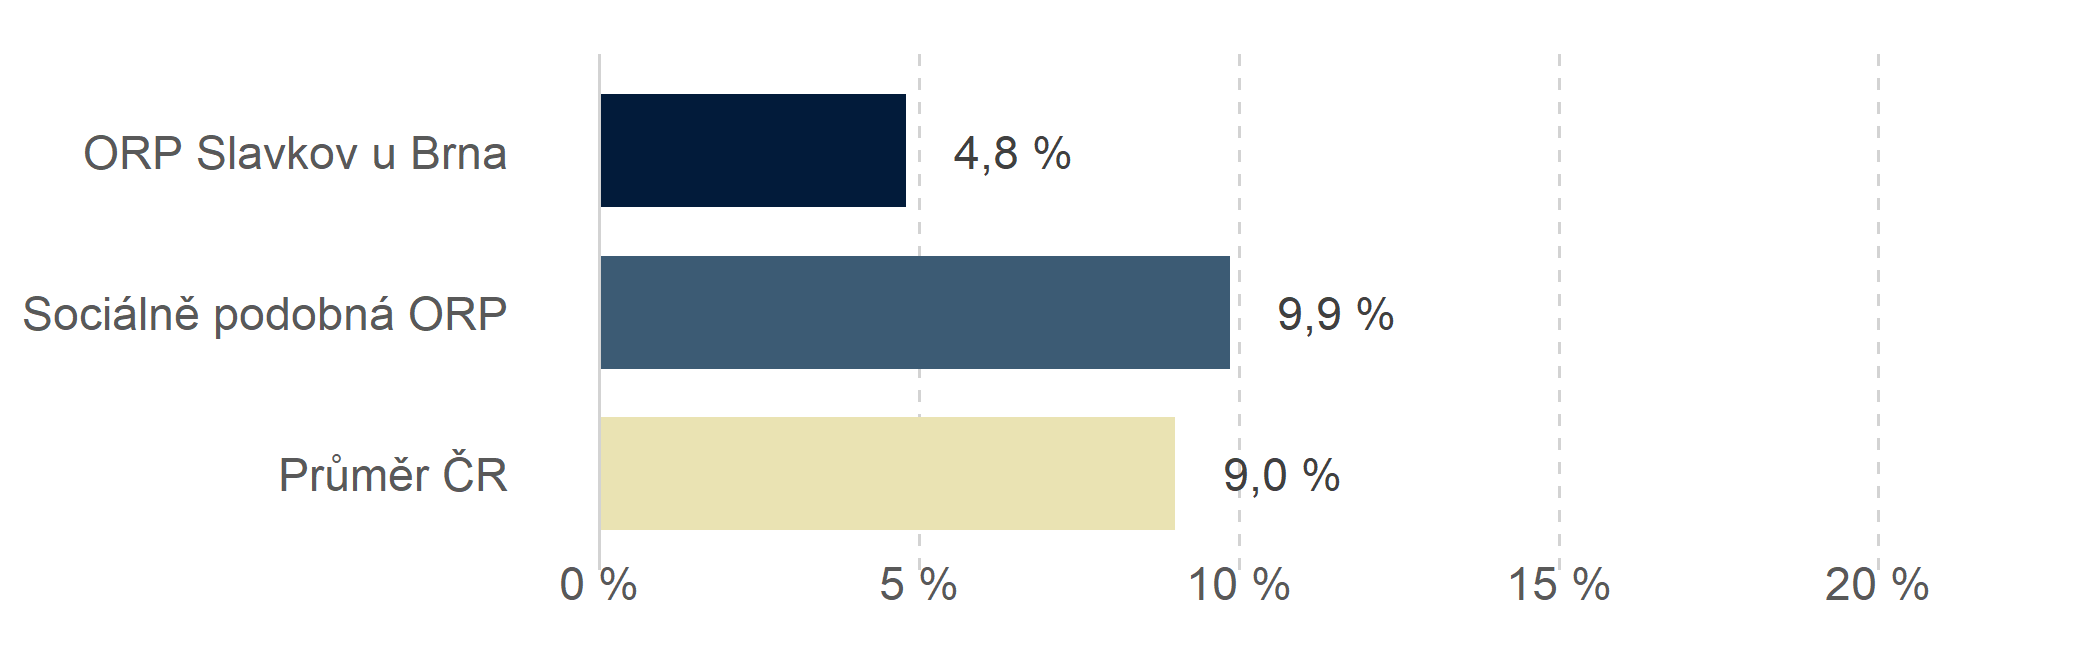 ORP Slavkov u Brna
4,8 %
Sociálně podobná ORP
9,9 %
Průměr ČR
9,0 %
0 % 5 % 10 % 15 % 20 %